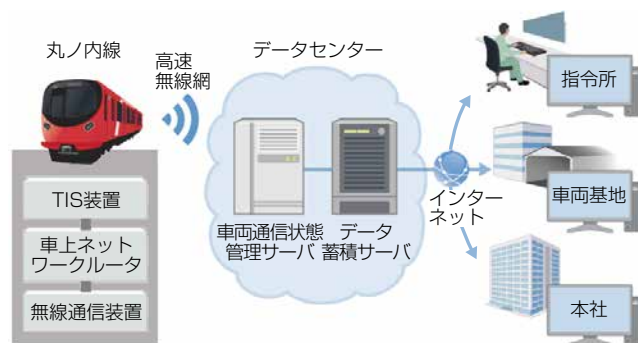 丸ノ内線
高速
無線網
データセンター
TIS装置
車上ネット
ワークルータ
無線通信装置
車両通信状態
管理サーバ
データ
蓄積サーバ
インター
ネット
指令所
車両基地
本社